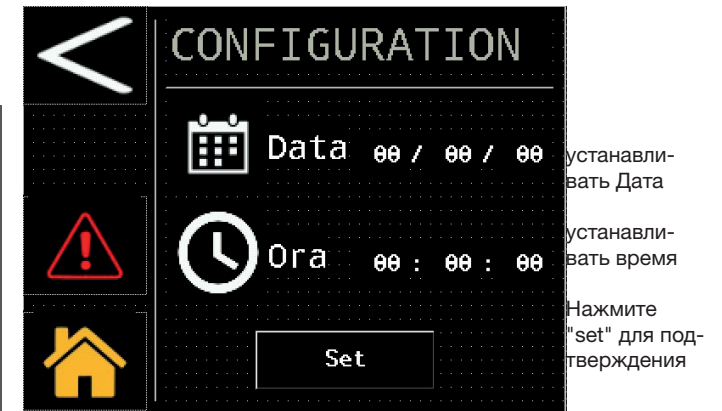 CONFIGURATION
Data 00 / 00 / 00
устанавли-
вать Дата
Ora 00 : 00 : 00
устанавли-
вать время
Set
Нажмите
"set" для под-
тверждения